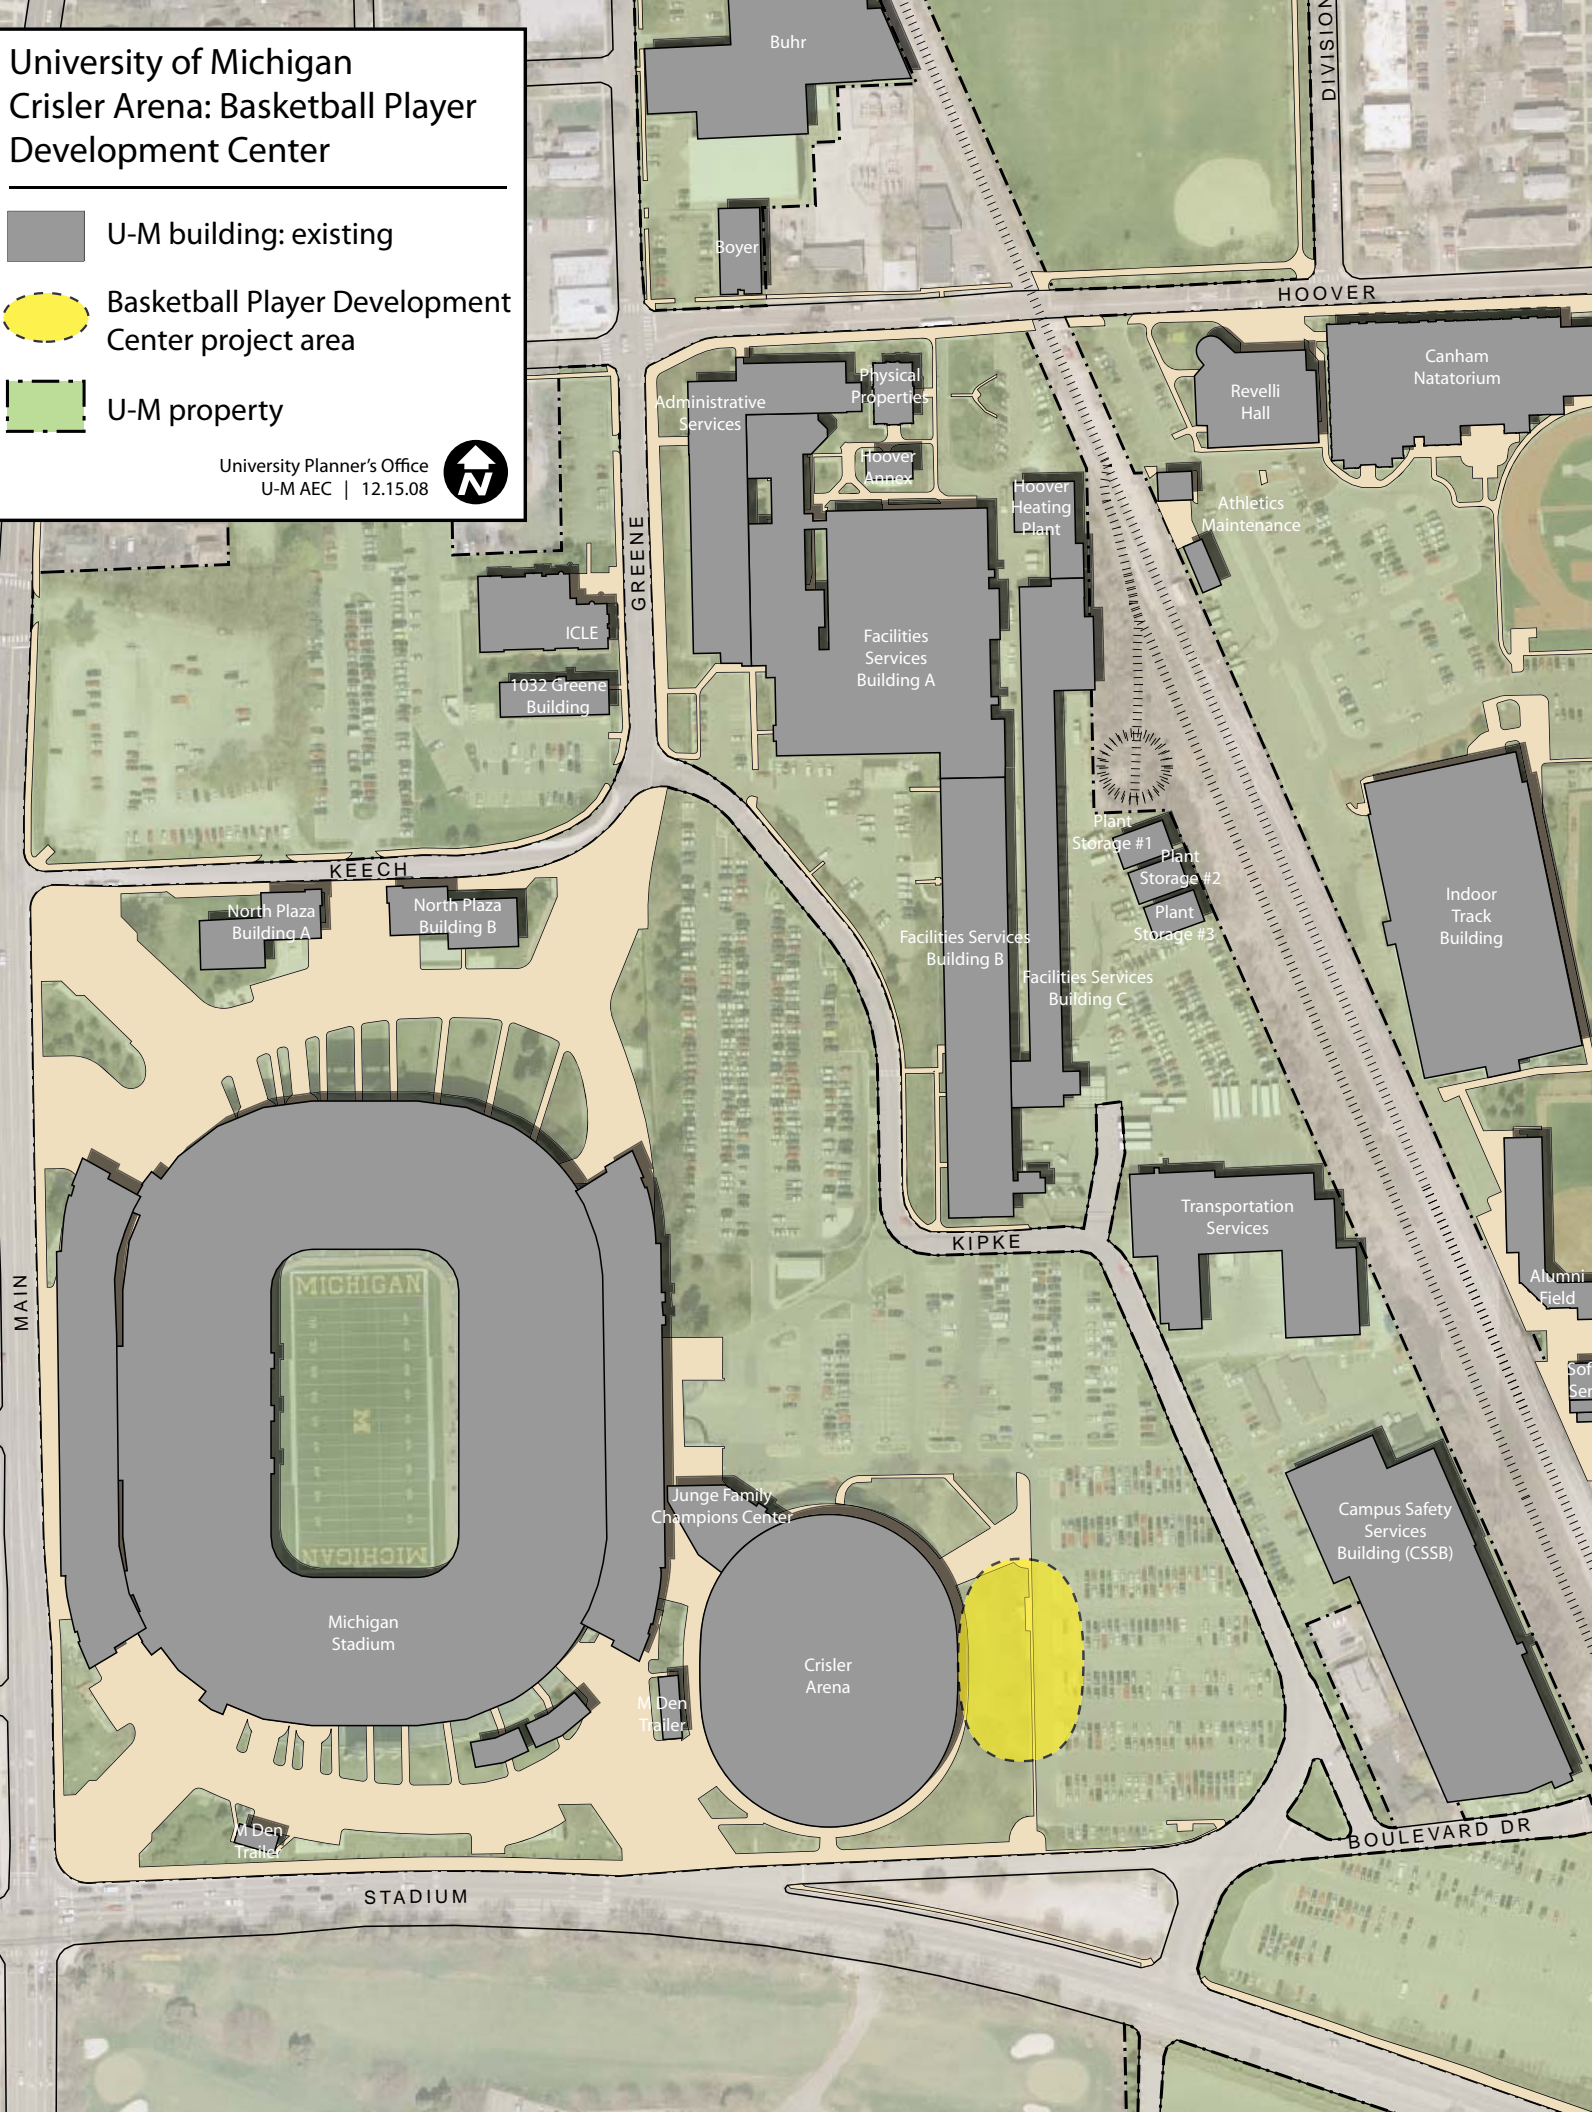 University of Michigan
Crisler Arena: Basketball Player
Development Center
U-M building: existing
Basketball Player Development
Center project area
U-M property
University Planner's Office
U-M AEC | 12.15.08
N
Buhr
DIVISION
Boyer
HOOVER
Canham
Natatorium
Physical
Properties
Revelli
Hall
Administrative
Services
Hoover
Annex
Hoover
Heating
Plant
Athletics
Maintenance
GREENE
ICLE
Facilities
Services
Building A
1032 Greene
Building
Plant
Storage #1
Plant
Storage #2
Plant
Storage #3
KEECH
North Plaza
Building A
North Plaza
Building B
Indoor
Track
Building
Facilities Services
Building B
Facilities Services
Building C
Transportation
Services
KIPKE
MAIN
MICHIGAN
Alumni
Field
Sof
Ser
M
MICHIGAN
Junge Family
Champions Center
Campus Safety
Services
Building (CSSB)
Michigan
Stadium
Crisler
Arena
M Den
Trailer
M Den
Trailer
BOULEVARD DR
STADIUM